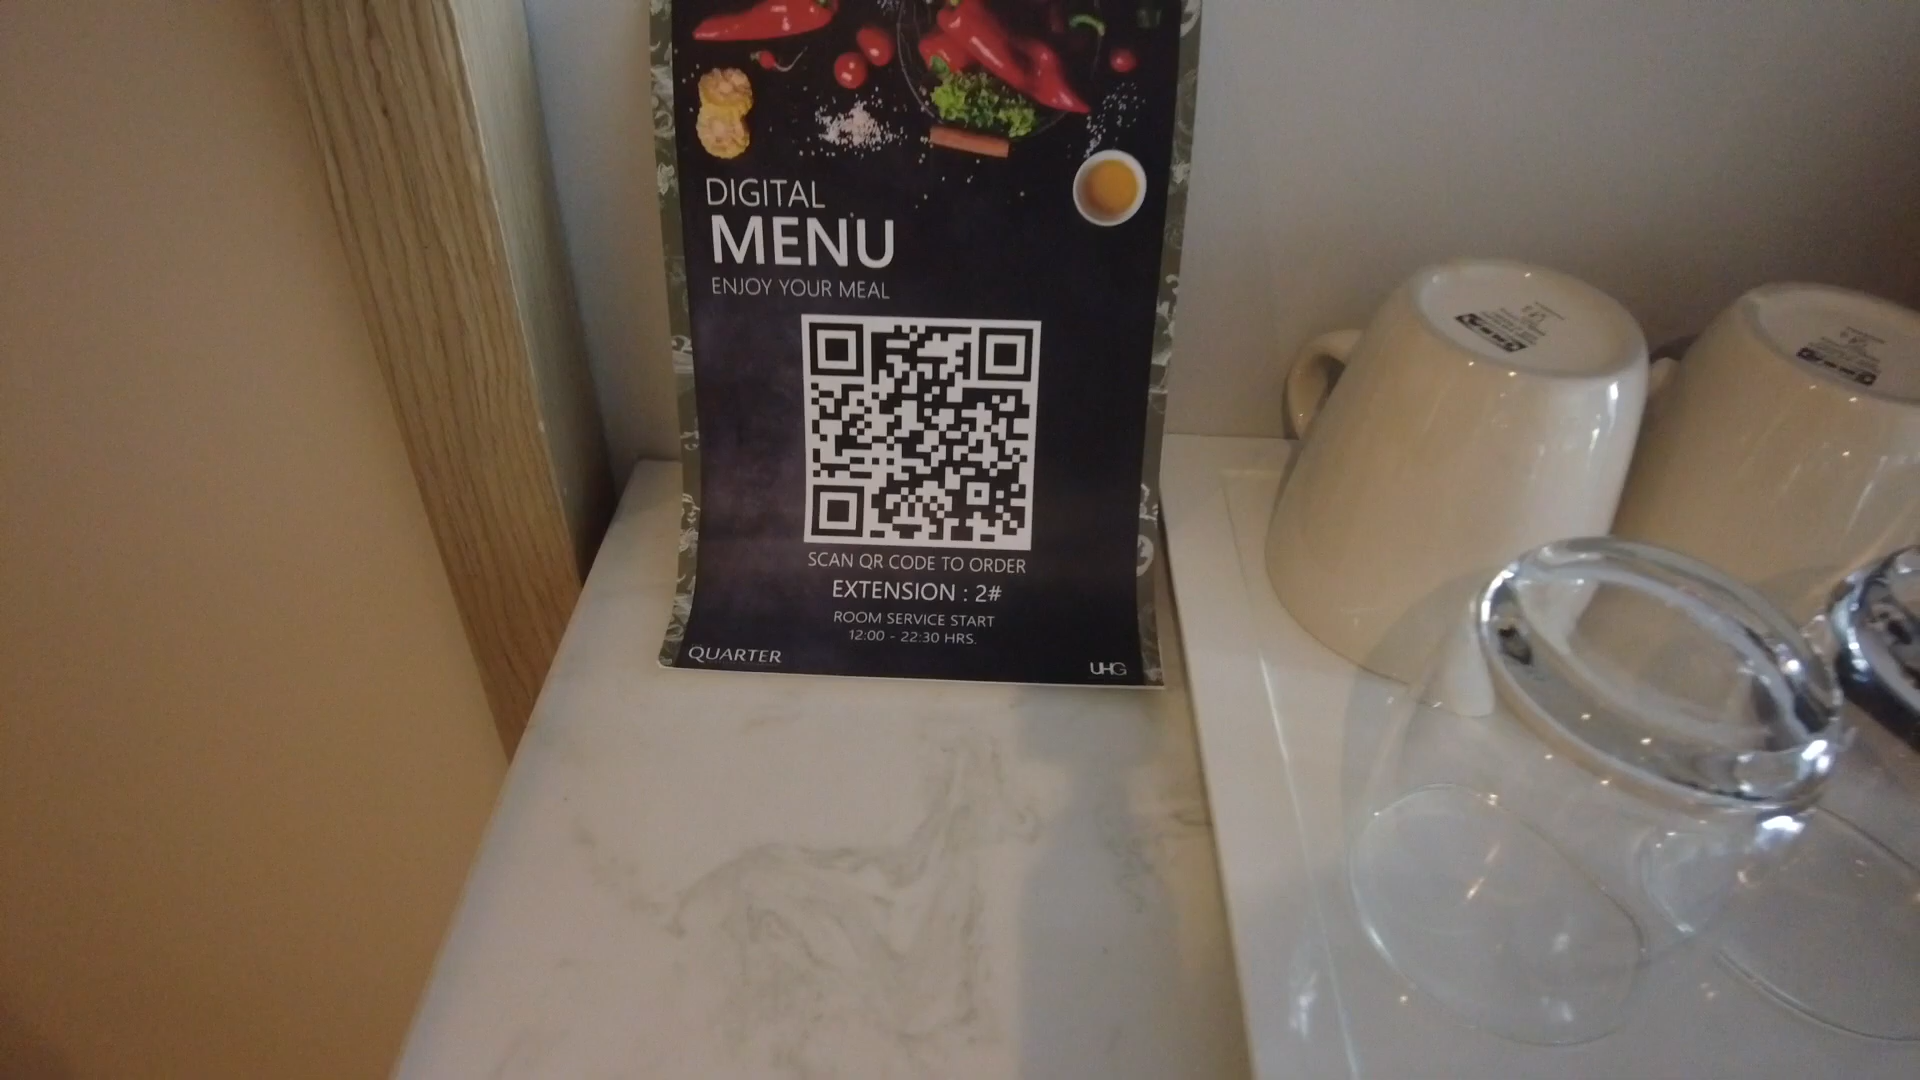 DIGITAL
MENU
ENJOY YOUR MEAL
SCAN QR CODE TO ORDER
EXTENSION : 2#
ROOM SERVICE START
12:00 - 22:30 HRS.
QUARTER
UHG